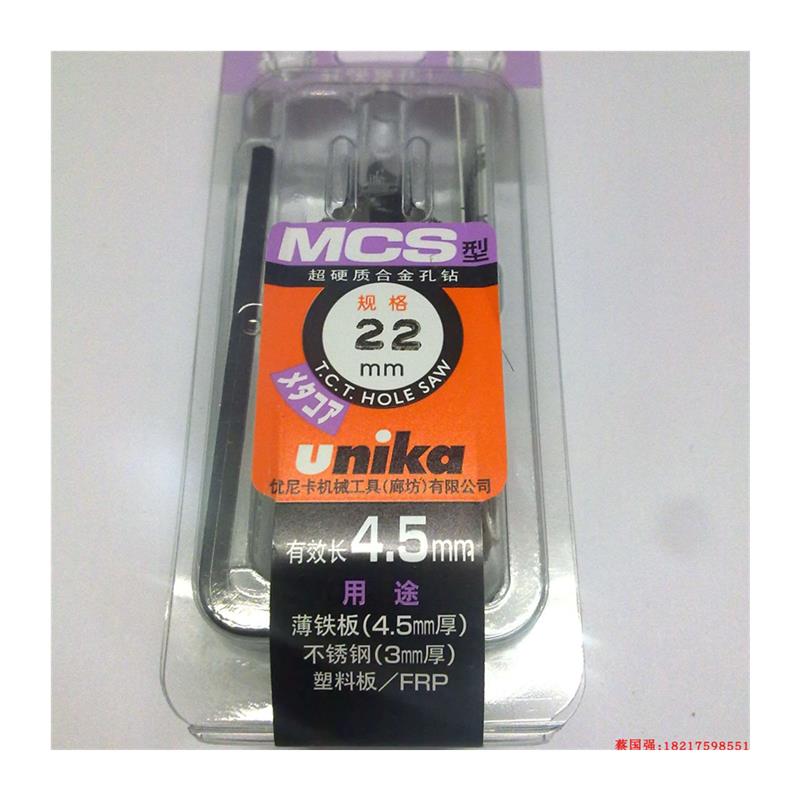 MCS型
超硬质合金孔钻
规格
22
mm
T.C.T. HOLE SAW
メタコア
unika
优尼卡机械工具(廊坊)有限公司
有效长4.5mm
用途
薄铁板(4.5mm厚)
不锈钢(3mm厚)
塑料板/FRP
蔡国强:18217598551